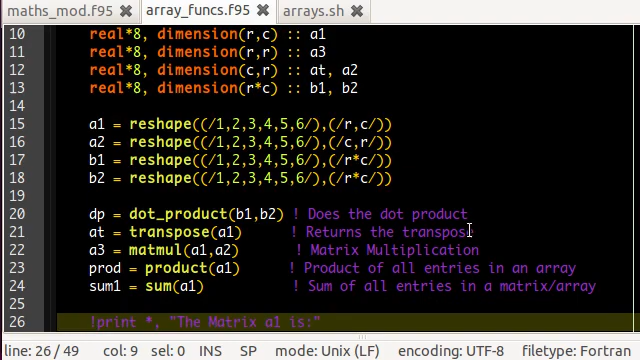 maths_mod.f95 array_funcs.f95 arrays.sh
10 real*8, dimension(r,c) :: a1
11 real*8, dimension(r,r) :: a3
12 real*8, dimension(c,r) :: at, a2
13 real*8, dimension(r*c) :: b1, b2
14
15 a1 = reshape((/1,2,3,4,5,6/),(/r,c/))
16 a2 = reshape((/1,2,3,4,5,6/),(/c,r/))
17 b1 = reshape((/1,2,3,4,5,6/),(/r*c/))
18 b2 = reshape((/1,2,3,4,5,6/),(/r*c/))
19
20 dp = dot_product(b1,b2) ! Does the dot product
21 at = transpose(a1) ! Returns the transpose
22 a3 = matmul(a1,a2) ! Matrix Multiplication
23 prod = product(a1) ! Product of all entries in an array
24 sum1 = sum(a1) ! Sum of all entries in a matrix/array
25
26 !print *, "The Matrix a1 is:"
line: 26 / 49 col: 9 sel: 0 INS SP mode: Unix (LF) encoding: UTF-8 filetype: Fortran